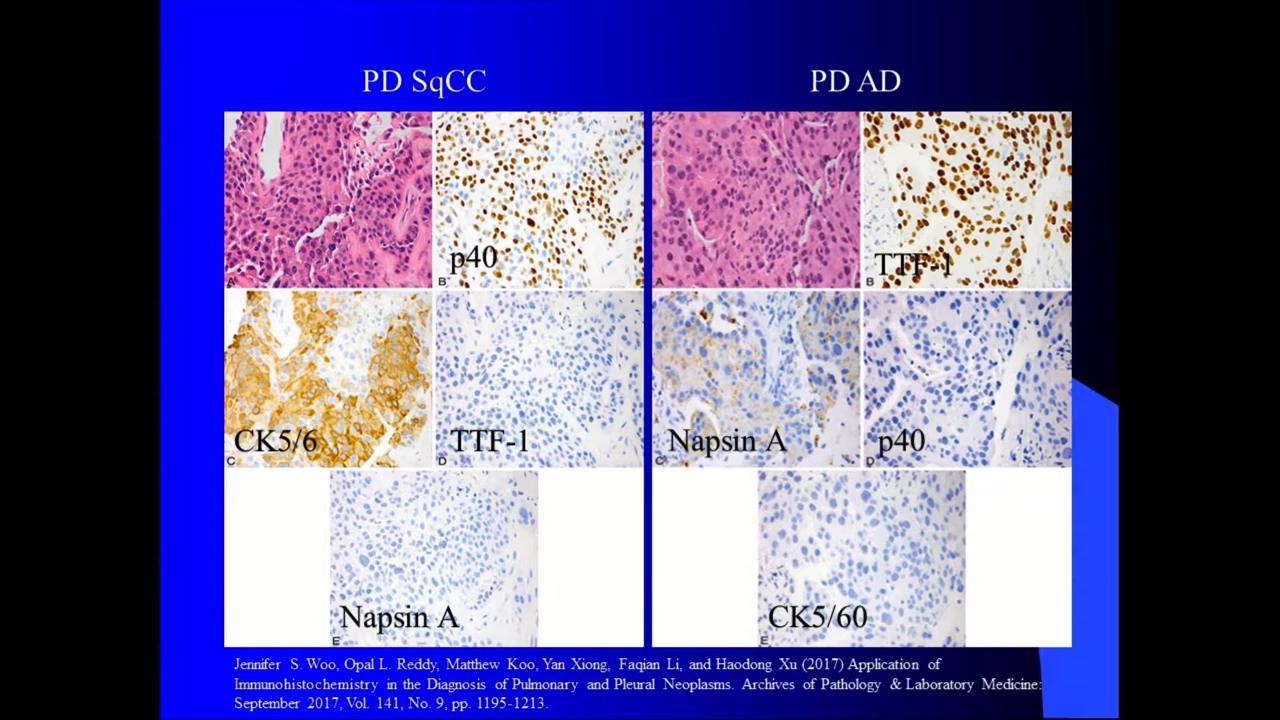 PD SqCC
PD AD
A
p40
B
A
TTF-1
B
CK5/6
C
TTF-1
D
Napsin A
C
p40
D
Napsin A
E
CK5/60
E
Jennifer S. Woo, Opal L. Reddy, Matthew Koo, Yan Xiong, Faqian Li, and Haodong Xu (2017) Application of
Immunohistochemistry in the Diagnosis of Pulmonary and Pleural Neoplasms. Archives of Pathology & Laboratory Medicine:
September 2017, Vol. 141, No. 9, pp. 1195-1213.